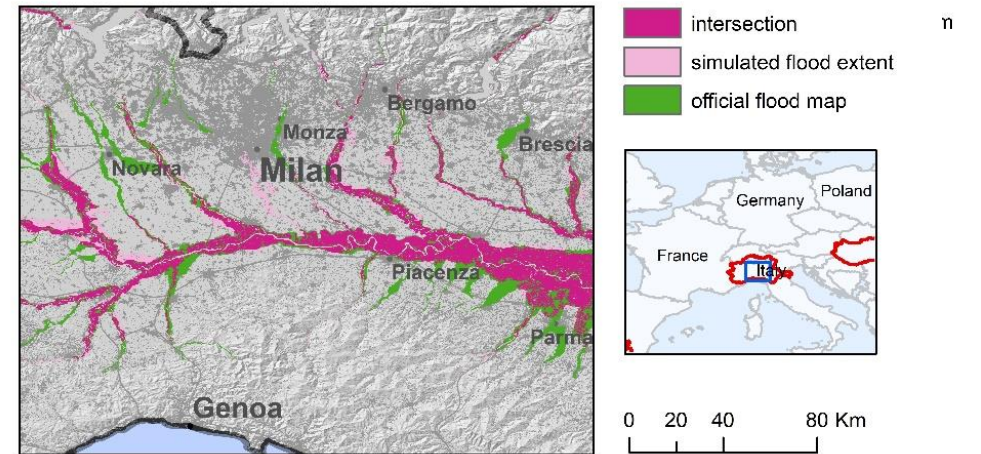 Bergamo
Monza
Brescia
Novara
Milan
Piacenza
Parma
Genoa
intersection
n
simulated flood extent
official flood map
Germany
Poland
France
Italy
0 20 40 80 Km